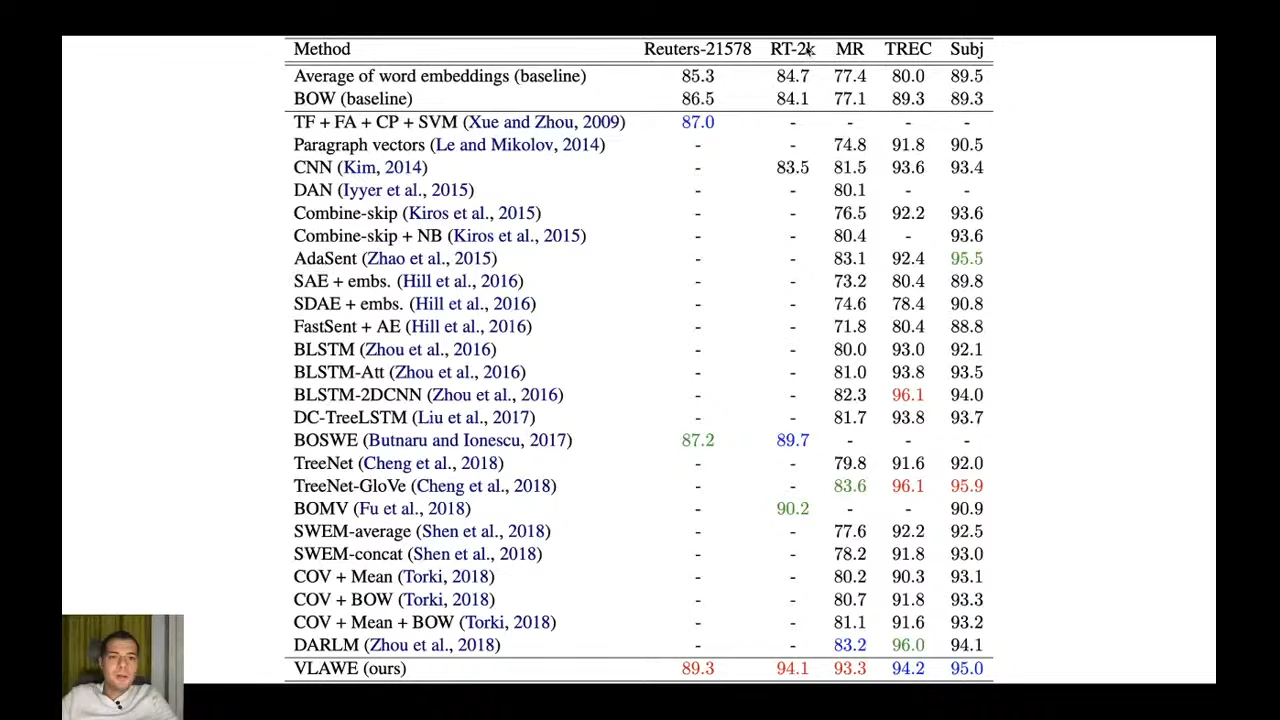 Method Reuters-21578 RT-2k MR TREC Subj
Average of word embeddings (baseline) 85.3 84.7 77.4 80.0 89.5
BOW (baseline) 86.5 84.1 77.1 89.3 89.3
TF + FA + CP + SVM (Xue and Zhou, 2009) 87.0 - - - -
Paragraph vectors (Le and Mikolov, 2014) - - 74.8 91.8 90.5
CNN (Kim, 2014) - 83.5 81.5 93.6 93.4
DAN (Iyyer et al., 2015) - - 80.1 - -
Combine-skip (Kiros et al., 2015) - - 76.5 92.2 93.6
Combine-skip + NB (Kiros et al., 2015) - - 80.4 - 93.6
AdaSent (Zhao et al., 2015) - - 83.1 92.4 95.5
SAE + embs. (Hill et al., 2016) - - 73.2 80.4 89.8
SDAE + embs. (Hill et al., 2016) - - 74.6 78.4 90.8
FastSent + AE (Hill et al., 2016) - - 71.8 80.4 88.8
BLSTM (Zhou et al., 2016) - - 80.0 93.0 92.1
BLSTM-Att (Zhou et al., 2016) - - 81.0 93.8 93.5
BLSTM-2DCNN (Zhou et al., 2016) - - 82.3 96.1 94.0
DC-TreeLSTM (Liu et al., 2017) - - 81.7 93.8 93.7
BOSWE (Butnaru and Ionescu, 2017) 87.2 89.7 - - -
TreeNet (Cheng et al., 2018) - - 79.8 91.6 92.0
TreeNet-GloVe (Cheng et al., 2018) - - 83.6 96.1 95.9
BOMV (Fu et al., 2018) - 90.2 - - 90.9
SWEM-average (Shen et al., 2018) - - 77.6 92.2 92.5
SWEM-concat (Shen et al., 2018) - - 78.2 91.8 93.0
COV + Mean (Torki, 2018) - - 80.2 90.3 93.1
COV + BOW (Torki, 2018) - - 80.7 91.8 93.3
COV + Mean + BOW (Torki, 2018) - - 81.1 91.6 93.2
DARLM (Zhou et al., 2018) - - 83.2 96.0 94.1
VLAWE (ours) 89.3 94.1 93.3 94.2 95.0